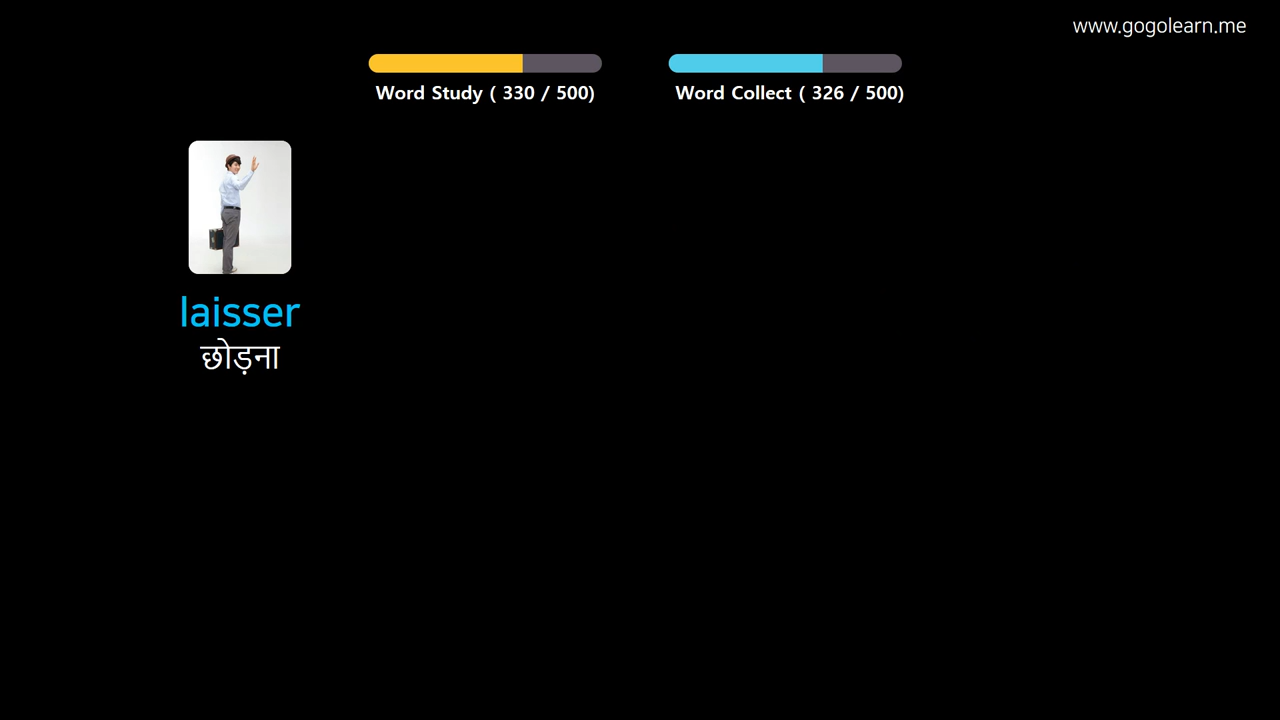 www.gogolearn.me
Word Study ( 330 / 500)
Word Collect ( 326 / 500)
laisser
छोड़ना